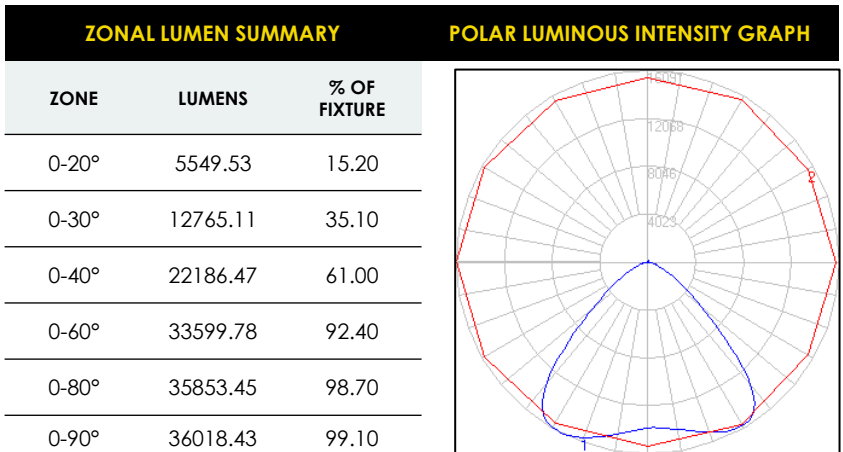 ZONAL LUMEN SUMMARY
POLAR LUMINOUS INTENSITY GRAPH
ZONE LUMENS % OF FIXTURE
0-20° 5549.53 15.20
0-30° 12765.11 35.10
0-40° 22186.47 61.00
0-60° 33599.78 92.40
0-80° 35853.45 98.70
0-90° 36018.43 99.10
12068
8046
4023
2
1